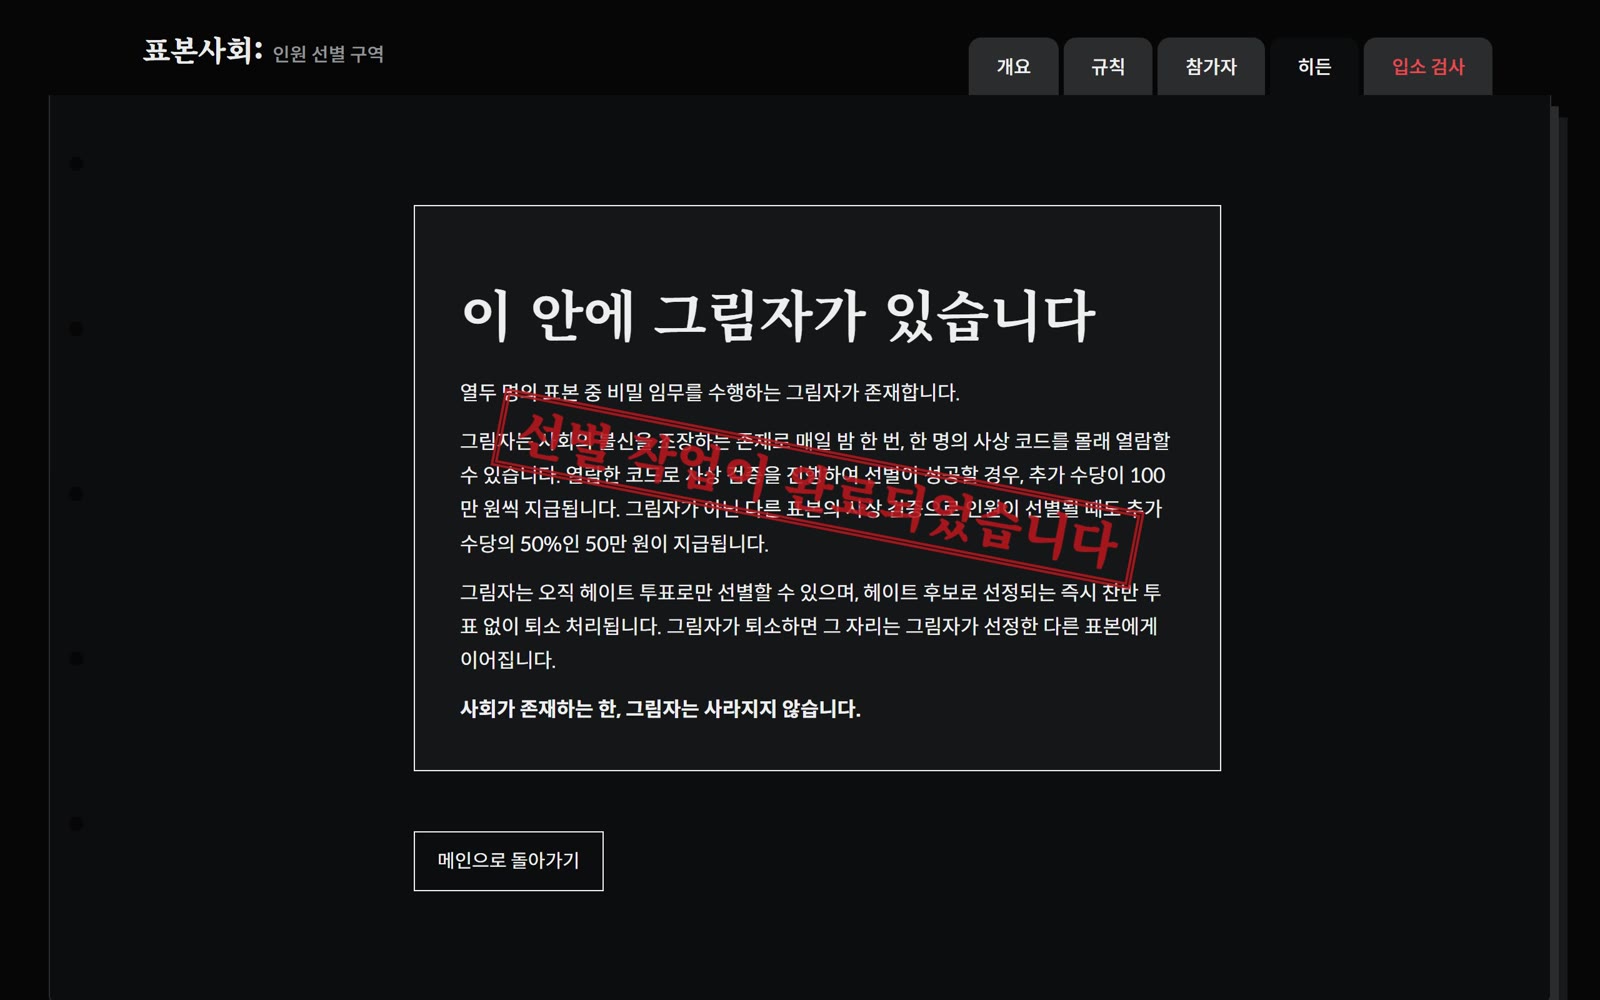 표본사회: 인원 선별 구역
개요
규칙
참가자
히든
입소 검사
이 안에 그림자가 있습니다
열두 명의 표본 중 비밀 임무를 수행하는 그림자가 존재합니다.
그림자는 사회의 불신을 조장하는 존재로 매일 밤 한 번, 한 명의 사상 코드를 몰래 열람할
수 있습니다. 열람한 코드로 사상 검증을 진행하여 선별이 성공할 경우, 추가 수당이 100
만 원씩 지급됩니다. 그림자가 아닌 다른 표본의 사상 검증으로 인원이 선별될 때도 추가
수당의 50%인 50만 원이 지급됩니다.
선별 작업이 완료되었습니다
그림자는 오직 헤이트 투표로만 선별할 수 있으며, 헤이트 후보로 선정되는 즉시 찬반 투
표 없이 퇴소 처리됩니다. 그림자가 퇴소하면 그 자리는 그림자가 선정한 다른 표본에게
이어집니다.
사회가 존재하는 한, 그림자는 사라지지 않습니다.
메인으로 돌아가기